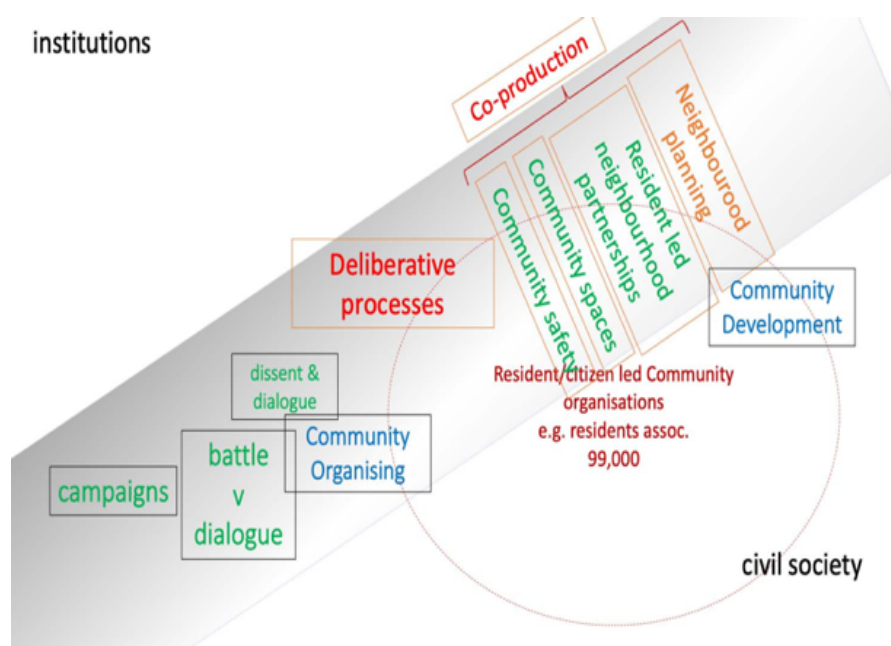 institutions
Co-production
Community safety
Community spaces
Resident led
neighbourhood
partnerships
Neighbourood
planning
Deliberative
processes
Community
Development
dissent &
dialogue
Resident/citizen led Community
organisations
e.g. residents assoc.
99,000
Community
Organising
battle
v
dialogue
campaigns
civil society